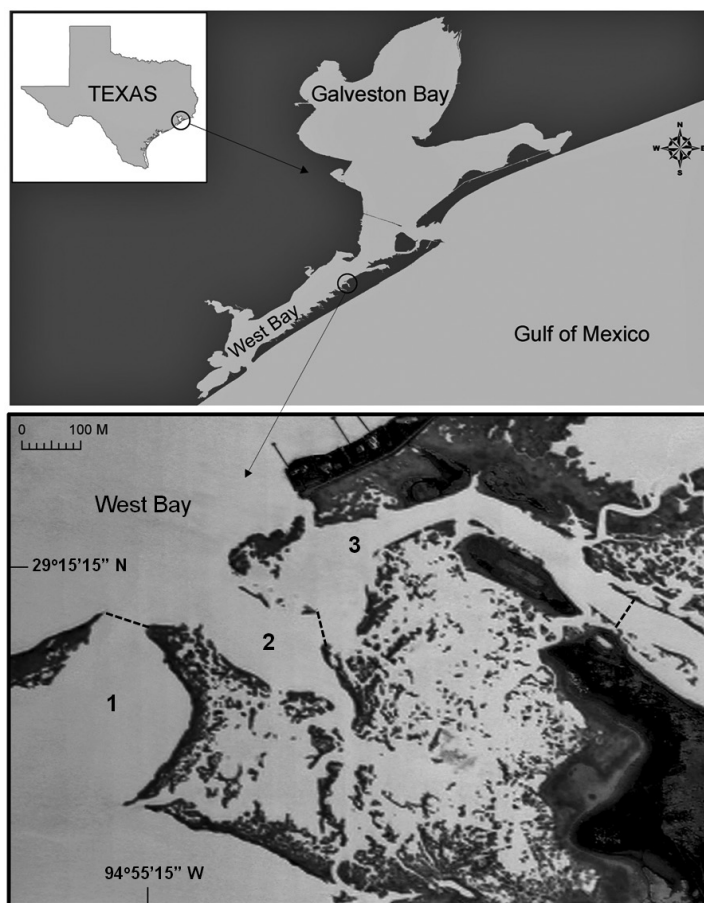 TEXAS
Galveston Bay
N
W E
S
West Bay
Gulf of Mexico
0 100 M
West Bay
3
29°15'15” N
2
1
94°55'15” W